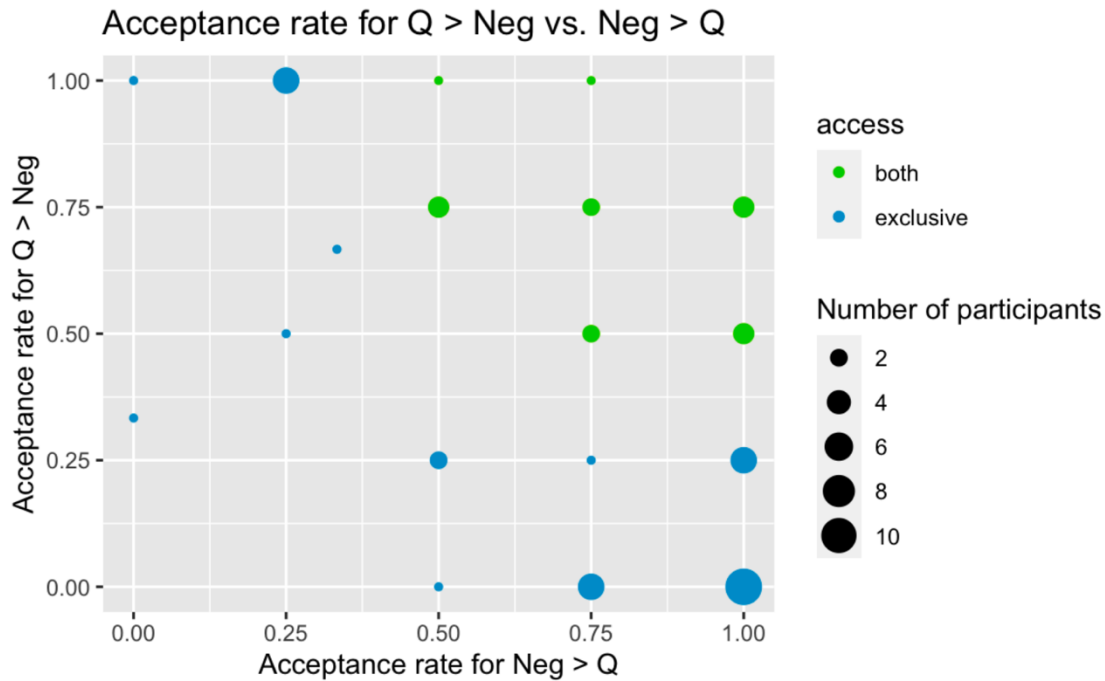 Acceptance rate for Q > Neg vs. Neg > Q
Acceptance rate for Q > Neg
1.00
0.75
0.50
0.25
0.00
0.00 0.25 0.50 0.75 1.00
Acceptance rate for Neg > Q
access
both
exclusive
Number of participants
2
4
6
8
10